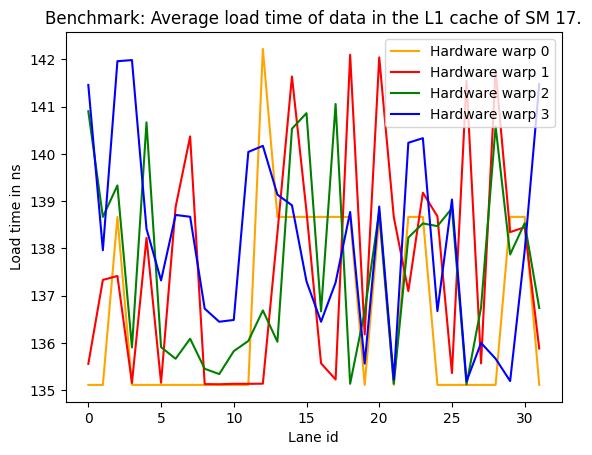 Benchmark: Average load time of data in the L1 cache of SM 17.
Hardware warp 0
Hardware warp 1
Hardware warp 2
Hardware warp 3
Load time in ns
142
141
140
139
138
137
136
135
0 5 10 15 20 25 30
Lane id